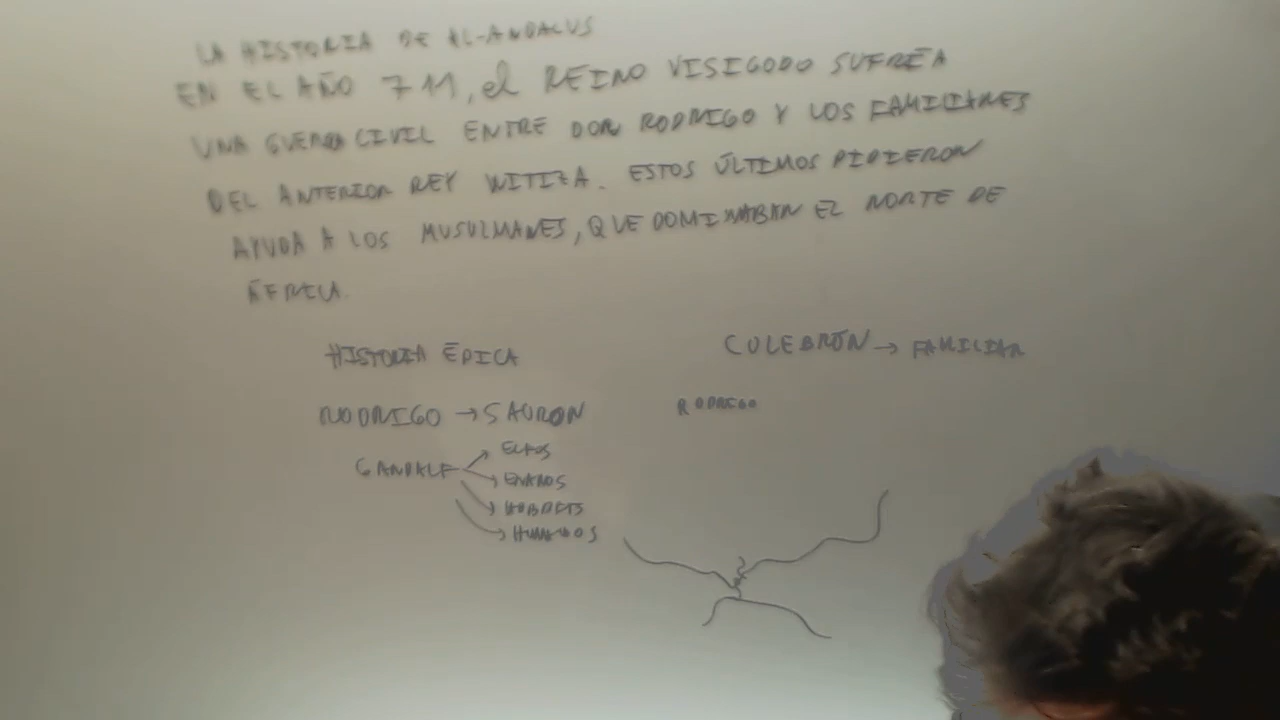 LA HISTORIA DE AL-ANDALUS
EN EL AÑO 711, el REINO VISIGODO SUFRÍA
UNA GUERRA CIVIL ENTRE DON RODRIGO Y LOS FAMILIARES
DEL ANTERIOR REY WITIZA. ESTOS ÚLTIMOS PIDIERON
AYUDA A LOS MUSULMANES, QUE DOMINABAN EL NORTE DE
ÁFRICA.
HISTORIA ÉPICA
CULEBRÓN → FAMILIAR
RODRIGO → SAURON
RODRIGO
GANDALF
ELFOS
ENANOS
HOBBITS
HUMANOS